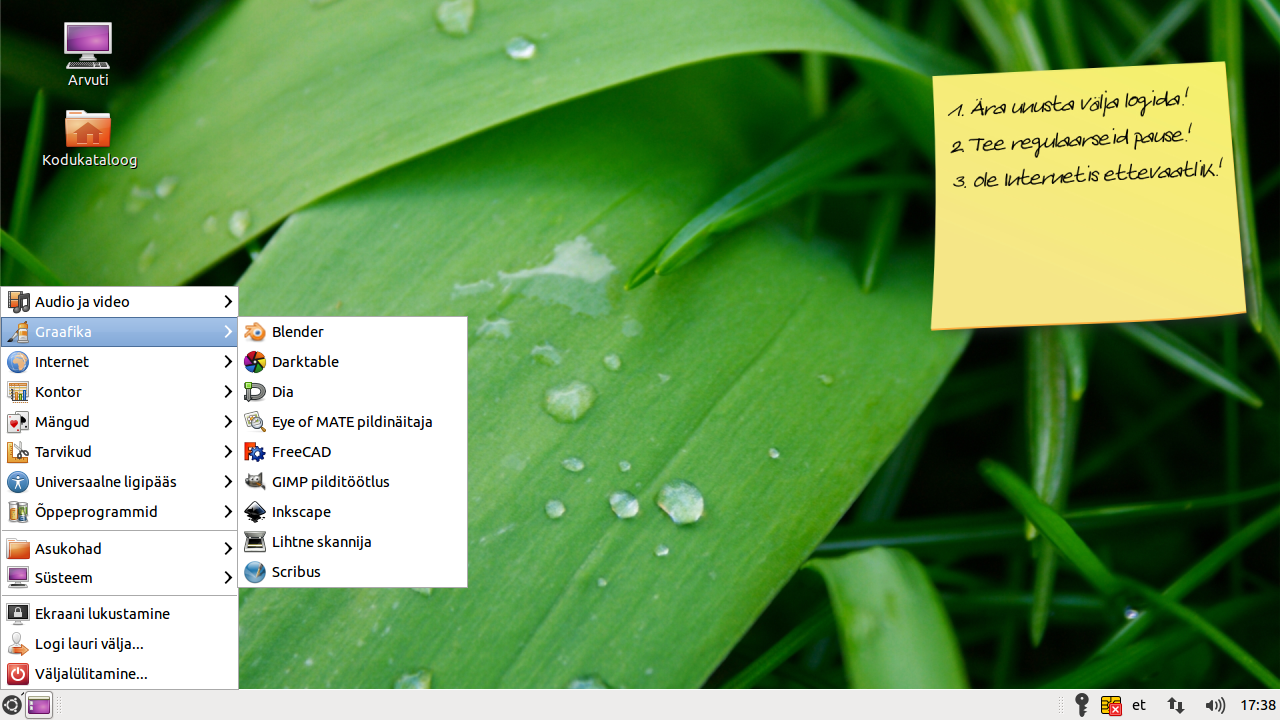 Arvuti
Kodukataloog
1. Ära unusta välja logida!
2. Tee regulaarseid pause!
3. Ole Internetis ettevaatlik!
Audio ja video
Graafika
Internet
Kontor
Mängud
Tarvikud
Universaalne ligipääs
Õppeprogrammid
Asukohad
Süsteem
Ekraani lukustamine
Logi lauri välja...
Väljalülitamine...
Blender
Darktable
Dia
Eye of MATE pildinäitaja
FreeCAD
GIMP pilditöötlus
Inkscape
Lihtne skannija
Scribus
et
17:38